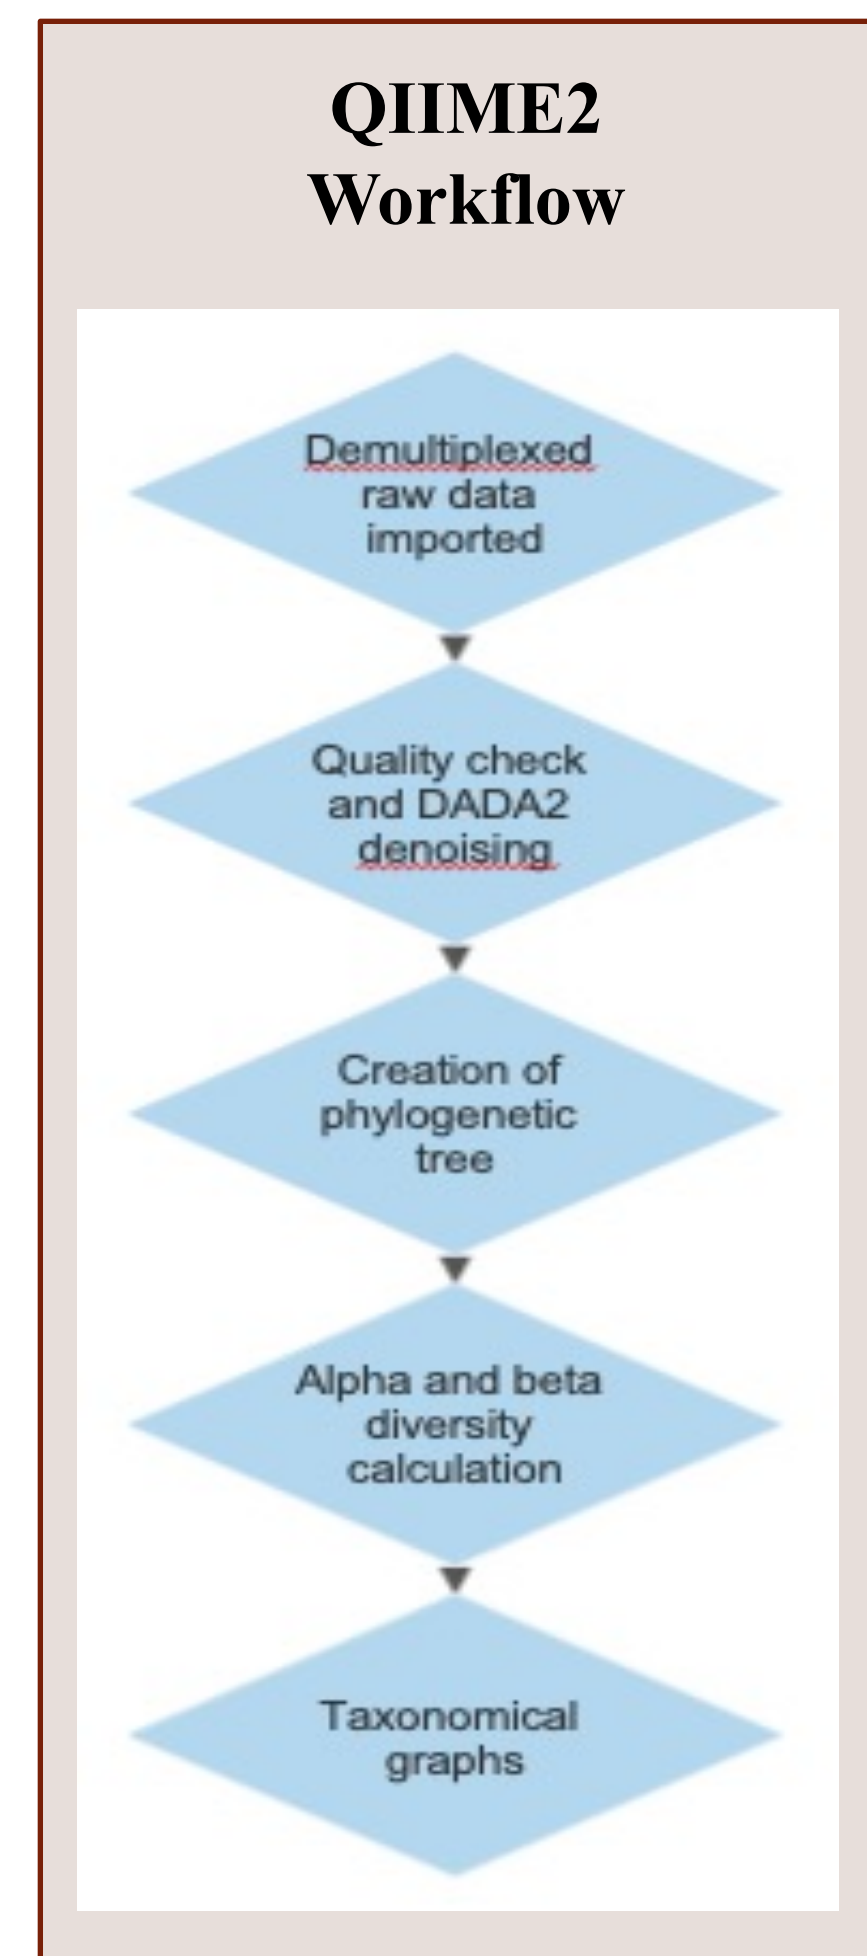 QIIME2
Workflow
Demultiplexed
raw data
imported
Quality check
and DADA2
denoising
Creation of
phylogenetic
tree
Alpha and beta
diversity
calculation
Taxonomical
graphs